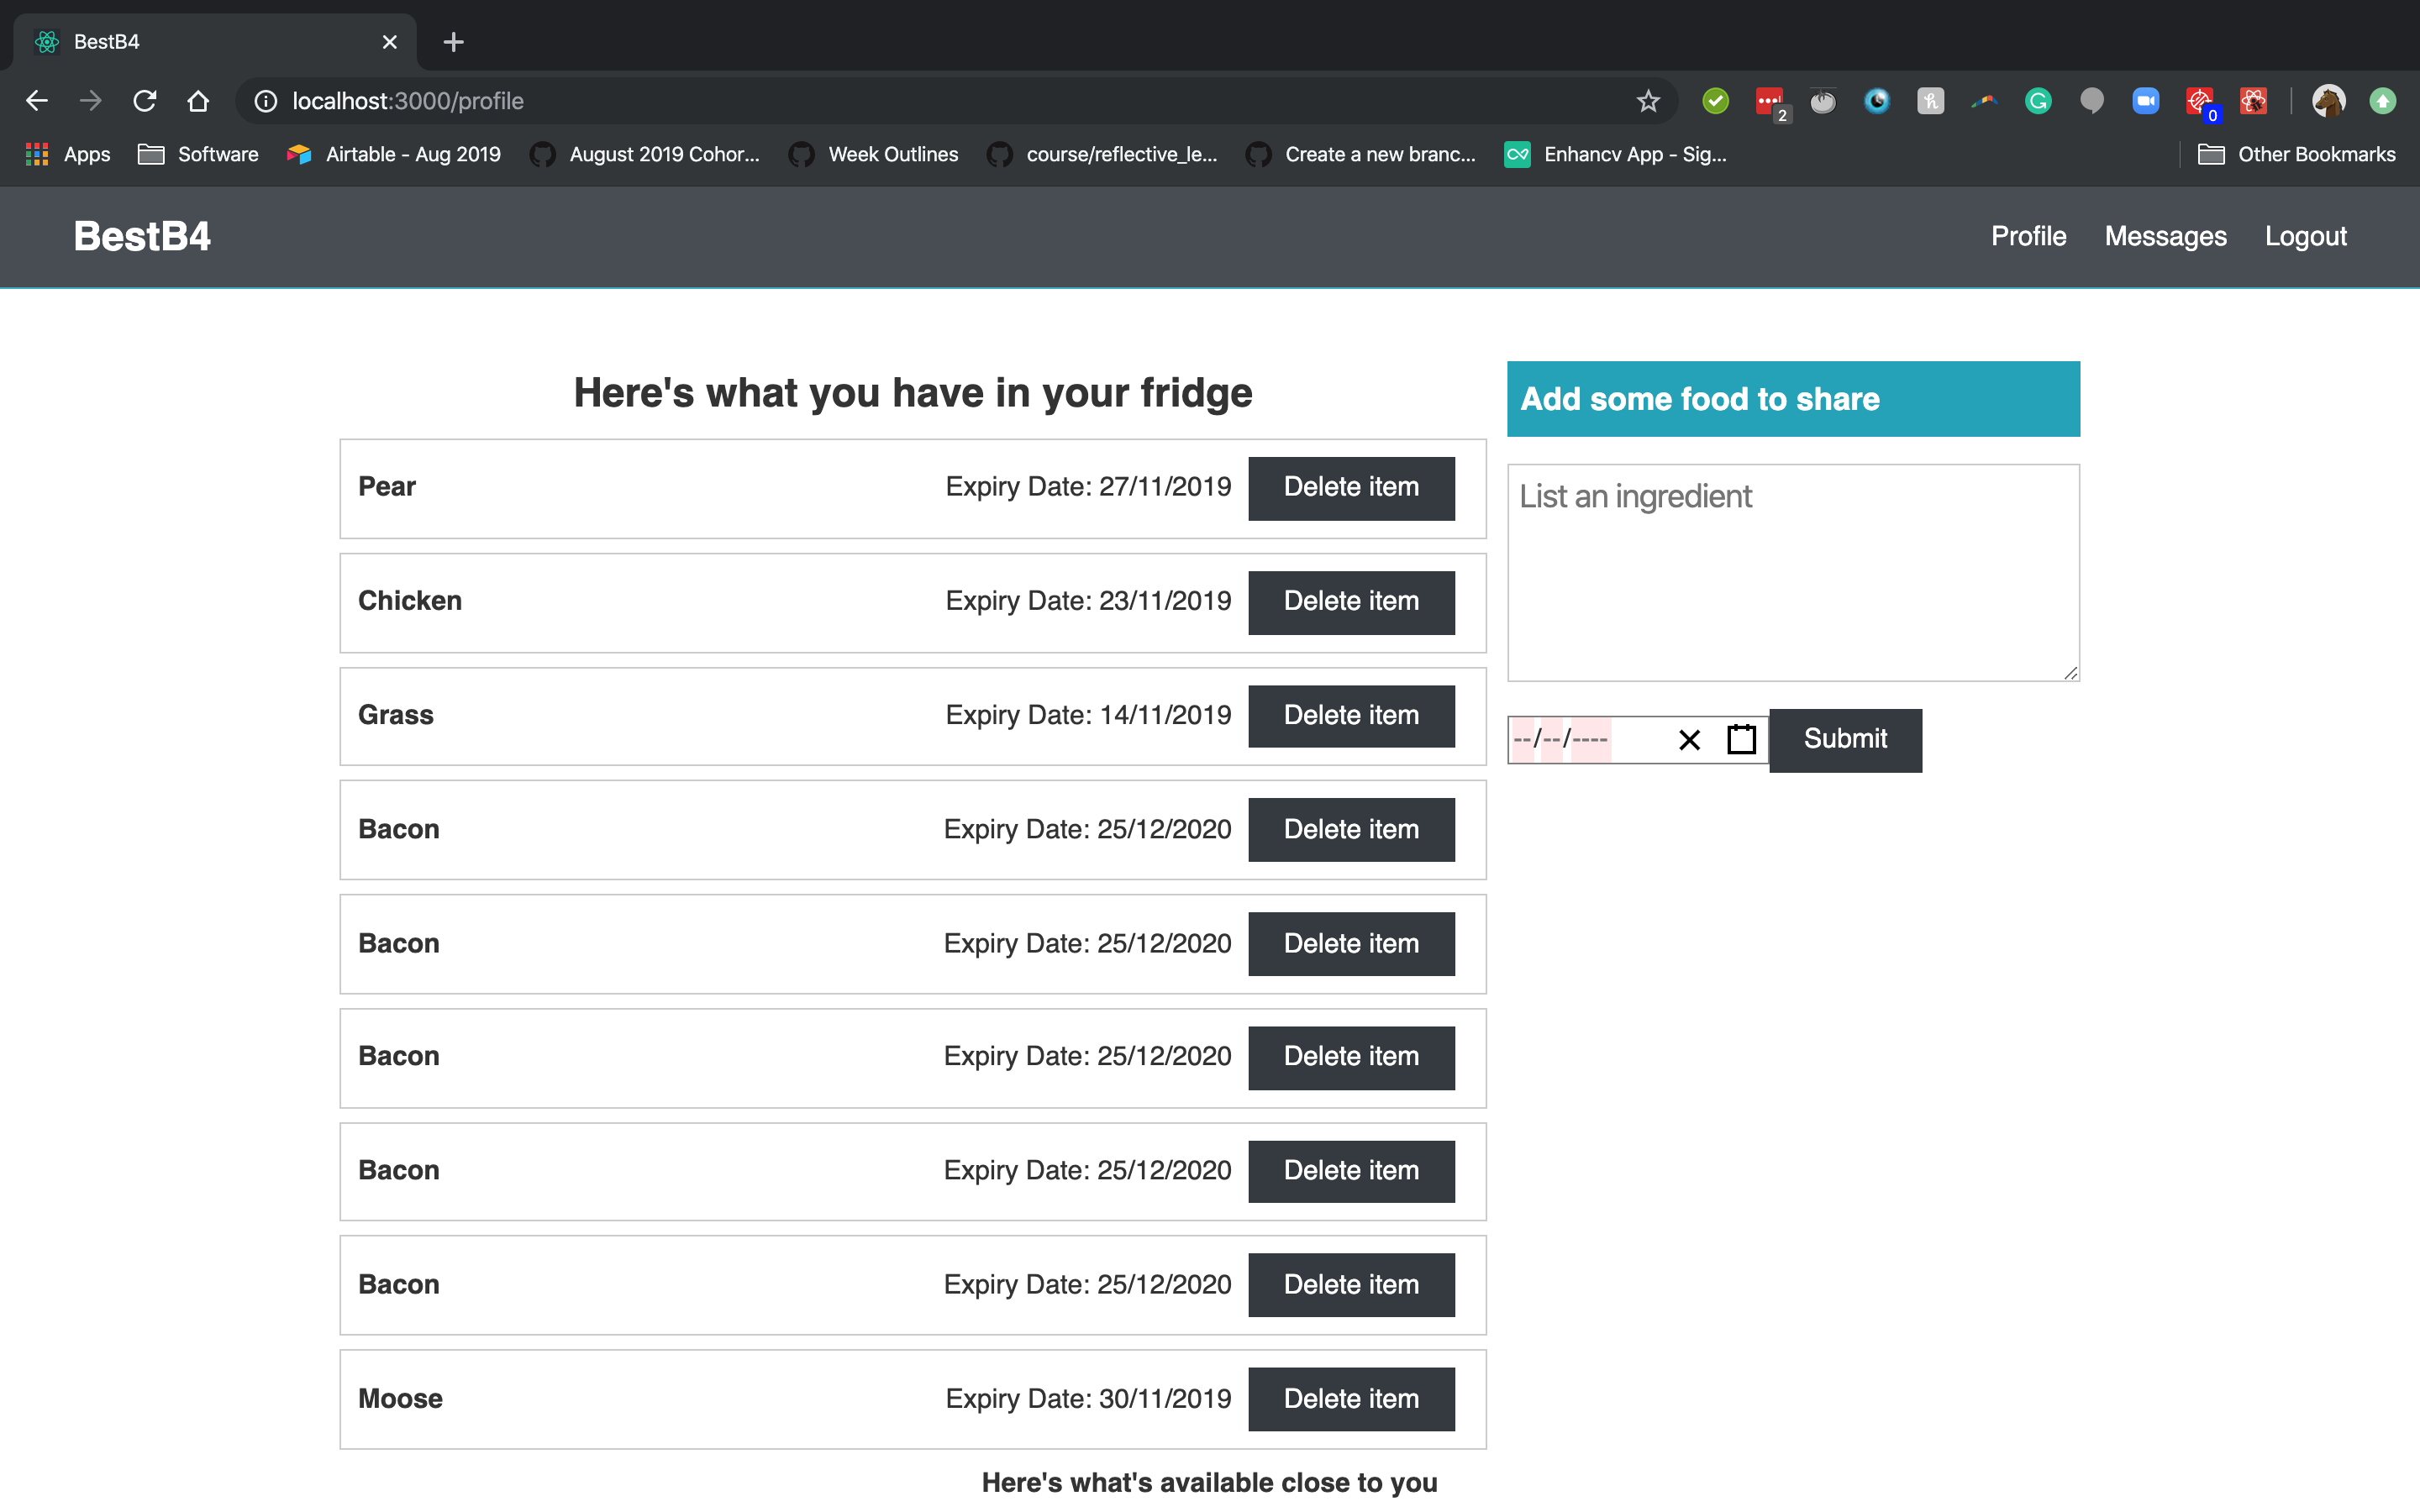 BestB4
localhost:3000/profile
2
0
Apps Software Airtable - Aug 2019 August 2019 Cohor... Week Outlines course/reflective_le... Create a new branc... Enhancv App - Sig... Other Bookmarks
BestB4 Profile Messages Logout
Here's what you have in your fridge
Pear Expiry Date: 27/11/2019 Delete item
Chicken Expiry Date: 23/11/2019 Delete item
Grass Expiry Date: 14/11/2019 Delete item
Bacon Expiry Date: 25/12/2020 Delete item
Bacon Expiry Date: 25/12/2020 Delete item
Bacon Expiry Date: 25/12/2020 Delete item
Bacon Expiry Date: 25/12/2020 Delete item
Bacon Expiry Date: 25/12/2020 Delete item
Moose Expiry Date: 30/11/2019 Delete item
Add some food to share
List an ingredient
--/--/---- Submit
Here's what's available close to you